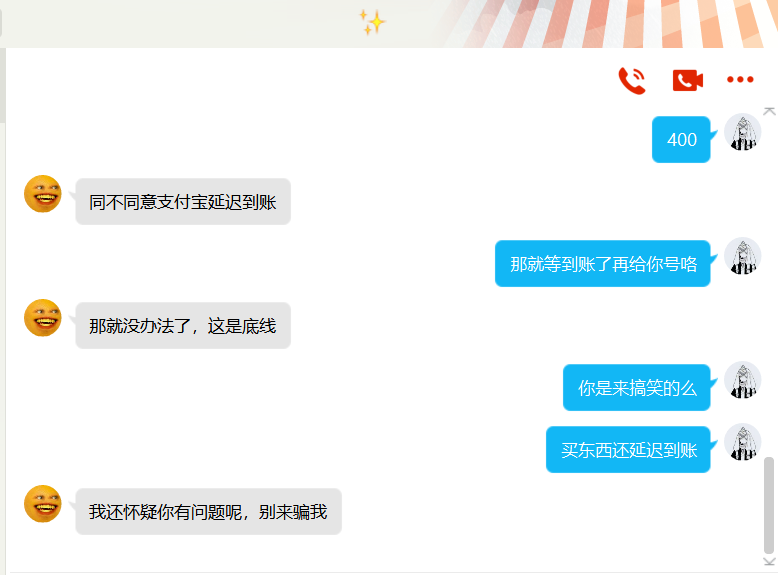 400
同不同意支付宝延迟到账
那就等到账了再给你号咯
那就没办法了，这是底线
你是来搞笑的么
买东西还延迟到账
我还怀疑你有问题呢，别来骗我